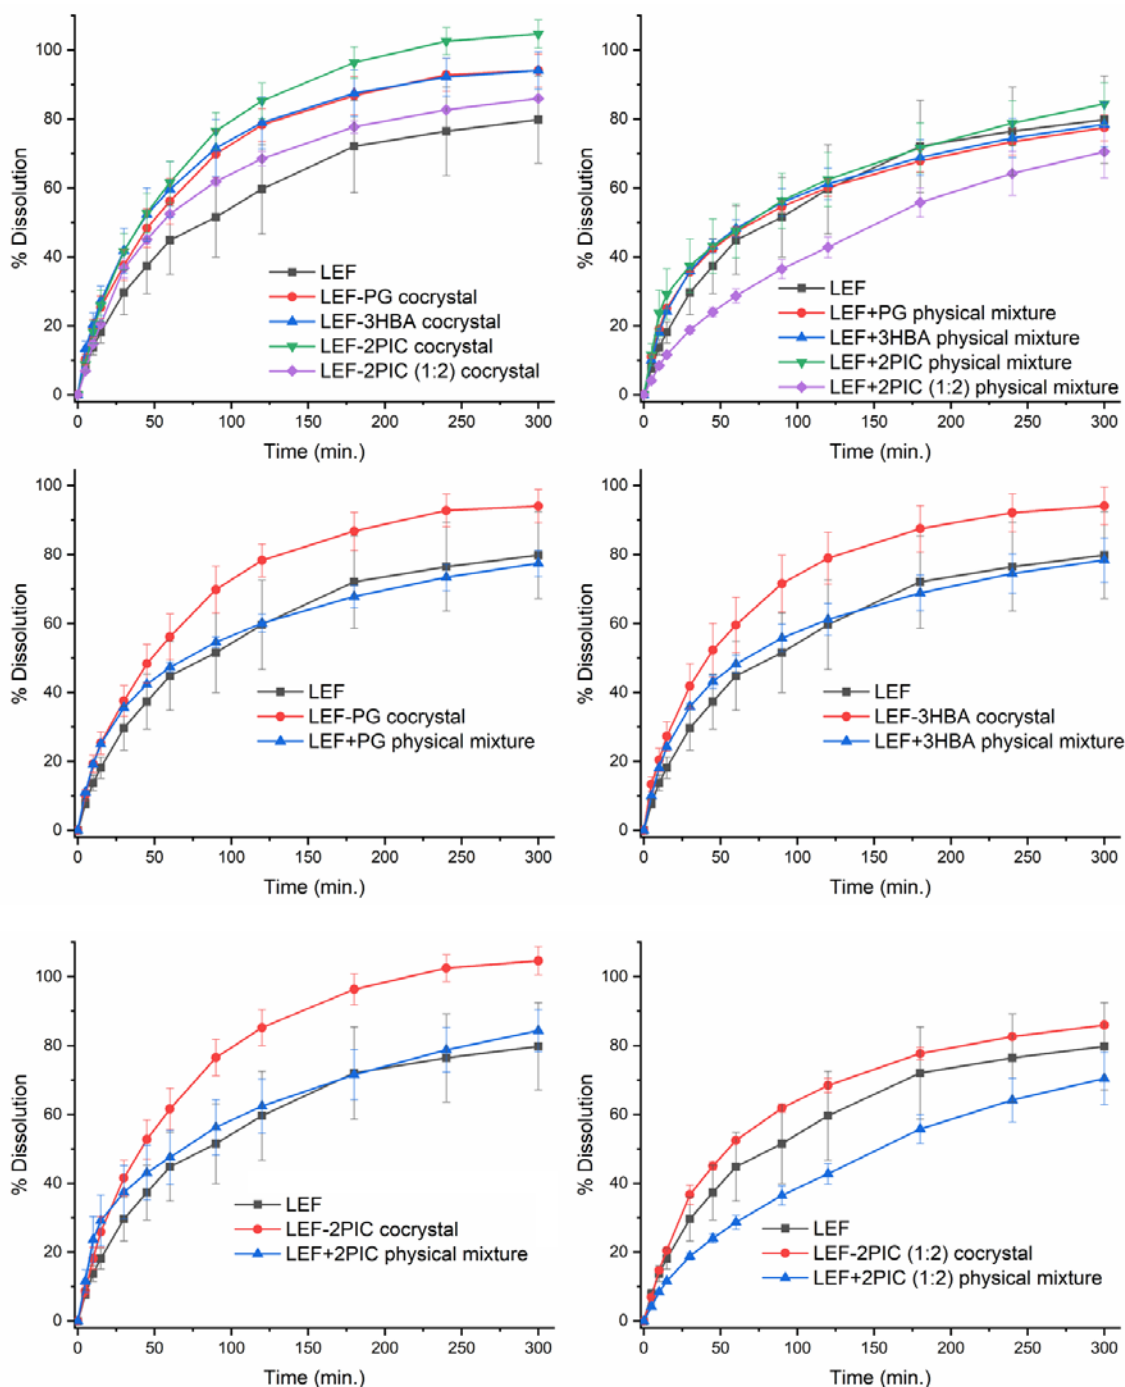 100
80
60
40
20
0
% Dissolution
LEF
LEF-PG cocrystal
LEF-3HBA cocrystal
LEF-2PIC cocrystal
LEF-2PIC (1:2) cocrystal
0 50 100 150 200 250 300
Time (min.)
100
80
60
40
20
0
% Dissolution
LEF
LEF+PG physical mixture
LEF+3HBA physical mixture
LEF+2PIC physical mixture
LEF+2PIC (1:2) physical mixture
0 50 100 150 200 250 300
Time (min.)
100
80
60
40
20
0
% Dissolution
LEF
LEF-PG cocrystal
LEF+PG physical mixture
0 50 100 150 200 250 300
Time (min.)
100
80
60
40
20
0
% Dissolution
LEF
LEF-3HBA cocrystal
LEF+3HBA physical mixture
0 50 100 150 200 250 300
Time (min.)
100
80
60
40
20
0
% Dissolution
LEF
LEF-2PIC cocrystal
LEF+2PIC physical mixture
0 50 100 150 200 250 300
Time (min.)
100
80
60
40
20
0
% Dissolution
LEF
LEF-2PIC (1:2) cocrystal
LEF+2PIC (1:2) physical mixture
0 50 100 150 200 250 300
Time (min.)